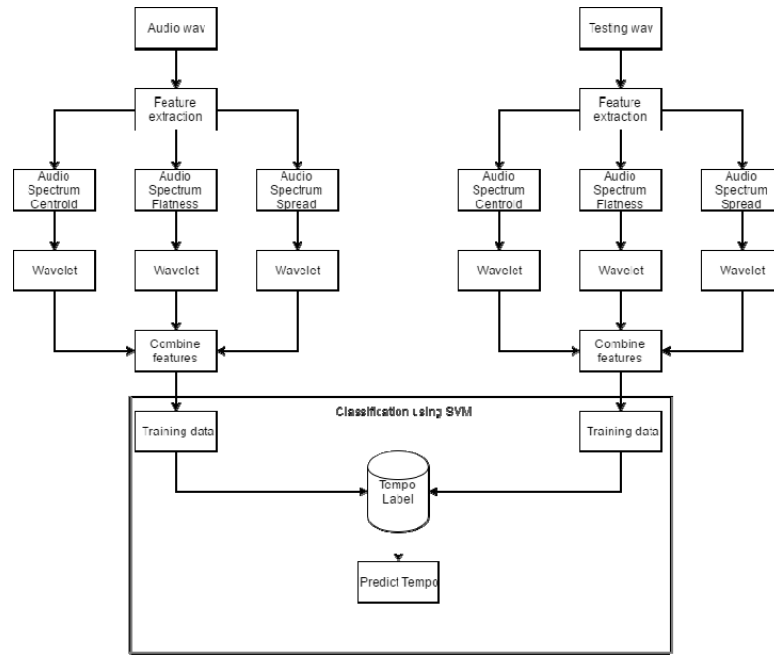 Audio wav
Testing wav
Feature
extraction
Feature
extraction
Audio
Spectrum
Centroid
Audio
Spectrum
Flatness
Audio
Spectrum
Spread
Audio
Spectrum
Centroid
Audio
Spectrum
Flatness
Audio
Spectrum
Spread
Wavelet
Wavelet
Wavelet
Wavelet
Wavelet
Wavelet
Combine
features
Combine
features
Classification using SVM
Training data
Training data
Tempo
Label
Predict Tempo